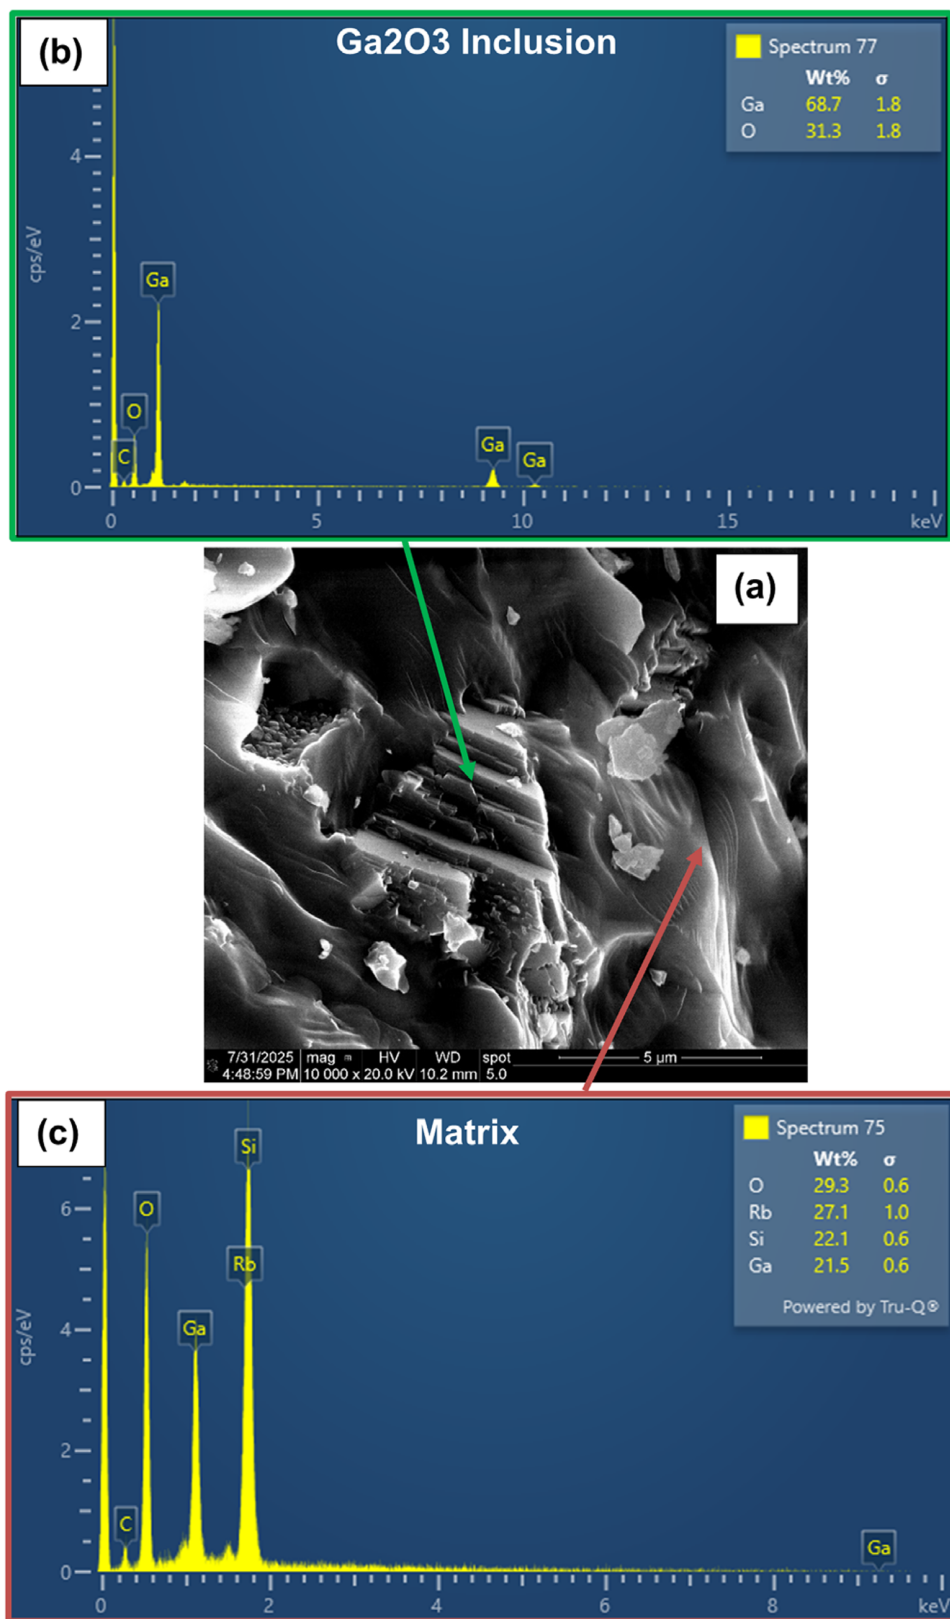 (b)
Ga2O3 Inclusion
Spectrum 77
Wt% σ
Ga 68.7 1.8
O 31.3 1.8
4
cps/eV
2
Ga
O
C
Ga
Ga
0
0 5 10 15 keV
(a)
7/31/2025 mag HV WD spot
4:48:59 PM 10 000 x 20.0 kV 10.2 mm 5.0
5 µm
(c)
Matrix
Spectrum 75
Wt% σ
O 29.3 0.6
Rb 27.1 1.0
Si 22.1 0.6
Ga 21.5 0.6
Powered by Tru-Q®
Si
6
O
Rb
Ga
4
cps/eV
2
C
Ga
0
0 2 4 6 8 keV